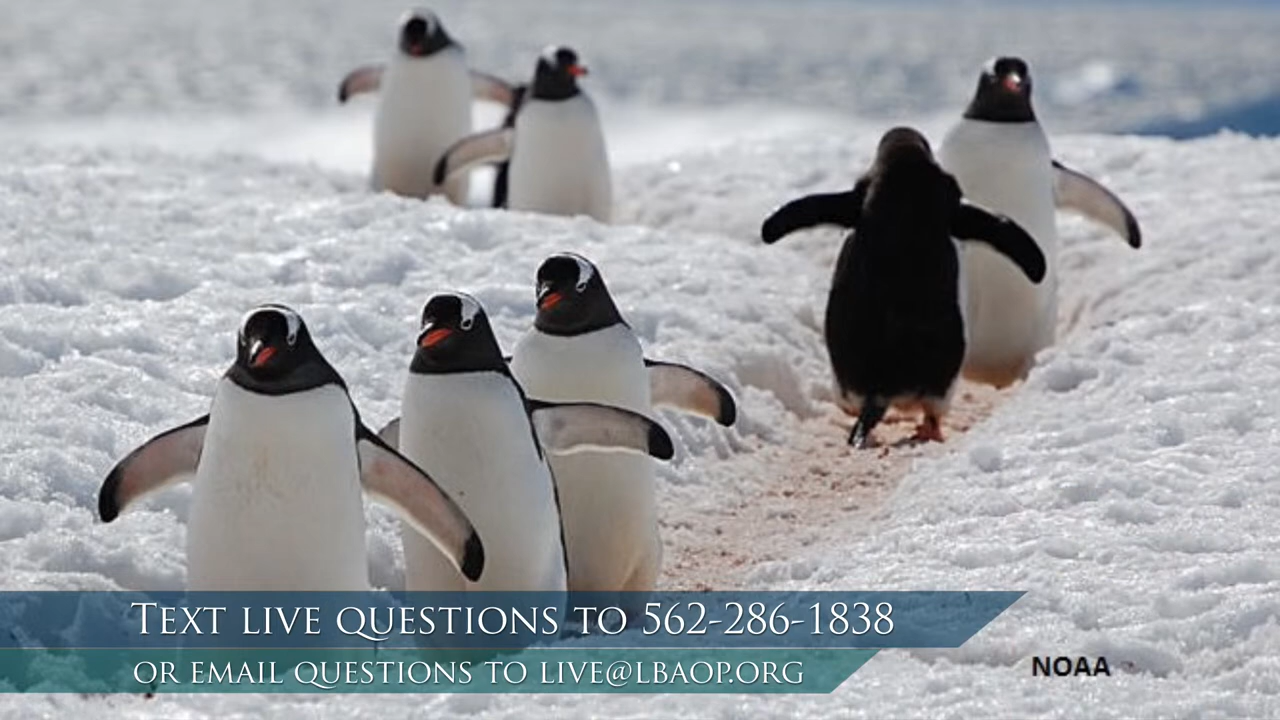 Text live questions to 562-286-1838
or email questions to live@lbaop.org
NOAA